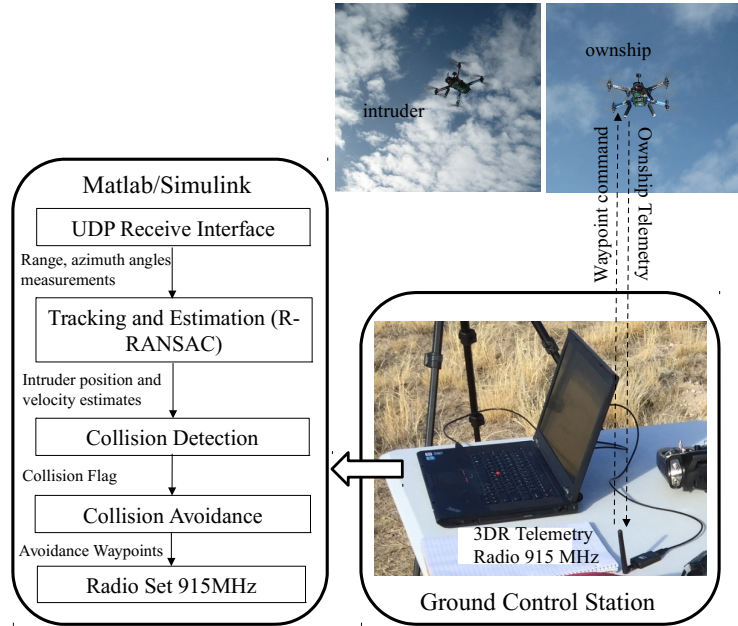 ownship
intruder
Waypoint command
Ownship Telemetry
Matlab/Simulink
UDP Receive Interface
Range, azimuth angles
measurements
Tracking and Estimation (R-
RANSAC)
Intruder position and
velocity estimates
Collision Detection
Collision Flag
Collision Avoidance
Avoidance Waypoints
Radio Set 915MHz
3DR Telemetry
Radio 915 MHz
Ground Control Station